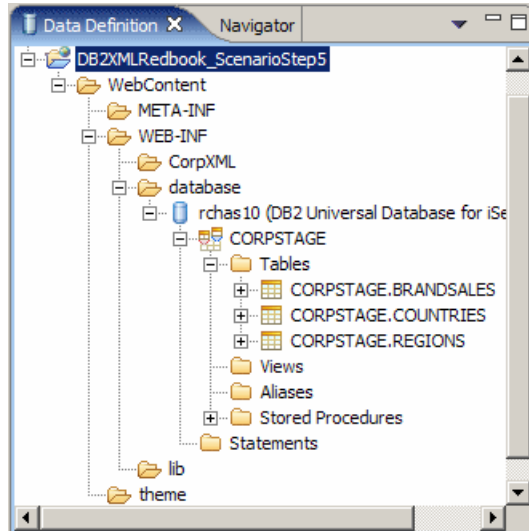 Data Definition Navigator
DB2XMLRedbook_ScenarioStep5
WebContent
META-INF
WEB-INF
CorpXML
database
rchas10 (DB2 Universal Database for iSe
CORPSTAGE
Tables
CORPSTAGE.BRANDSALES
CORPSTAGE.COUNTRIES
CORPSTAGE.REGIONS
Views
Aliases
Stored Procedures
Statements
lib
theme